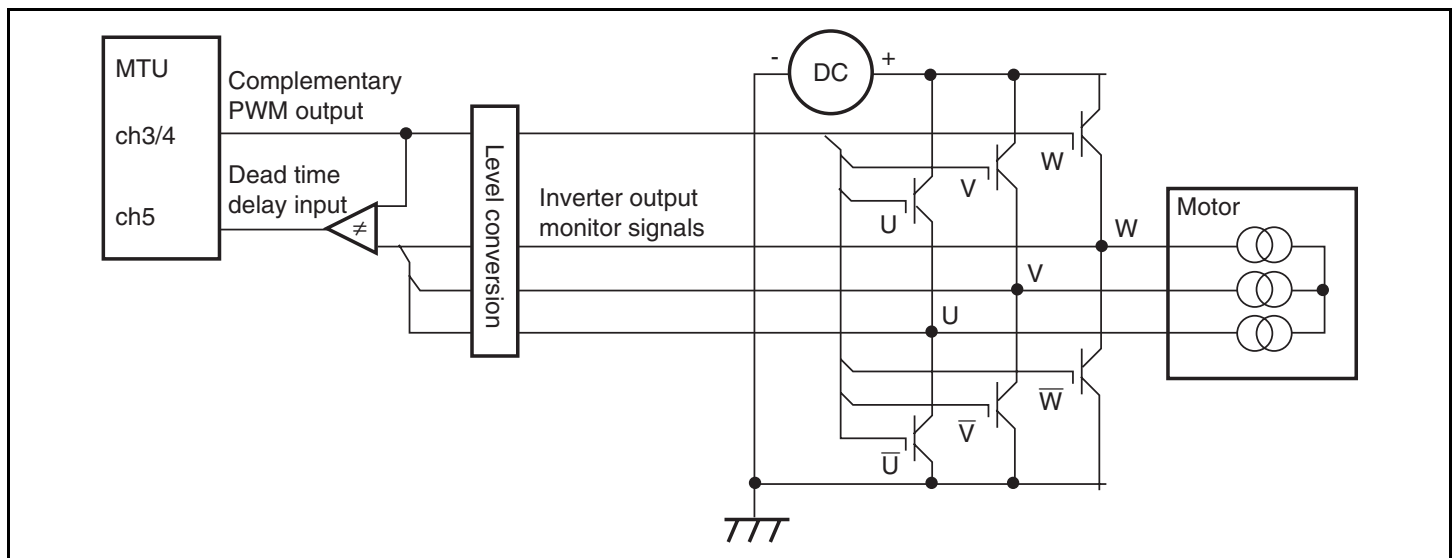 MTU
ch3/4
ch5
Complementary
PWM output
Dead time
delay input
≠
Level conversion
Inverter output
monitor signals
-
DC
+
W
V
U
W
V
U
W̅
V̅
U̅
Motor